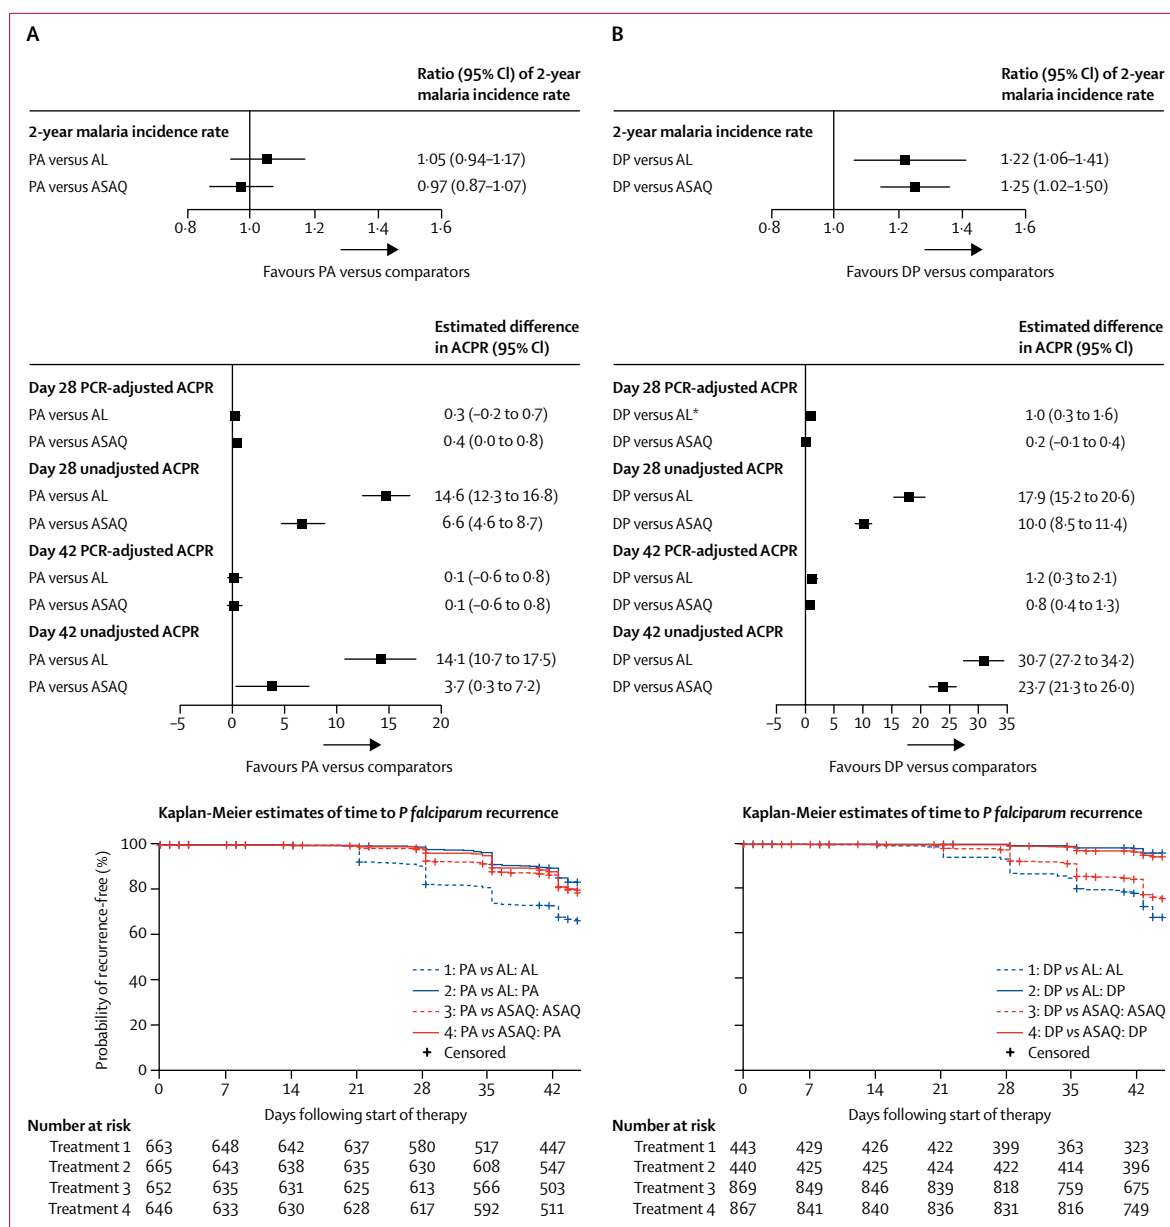 A
Ratio (95% CI) of 2-year
malaria incidence rate
2-year malaria incidence rate
PA versus AL
1·05 (0·94–1·17)
PA versus ASAQ
0·97 (0·87–1·07)
0·8 1·0 1·2 1·4 1·6
Favours PA versus comparators
Estimated difference
in ACPR (95% CI)
Day 28 PCR-adjusted ACPR
PA versus AL
0·3 (–0·2 to 0·7)
PA versus ASAQ
0·4 (0·0 to 0·8)
Day 28 unadjusted ACPR
PA versus AL
14·6 (12·3 to 16·8)
PA versus ASAQ
6·6 (4·6 to 8·7)
Day 42 PCR-adjusted ACPR
PA versus AL
0·1 (–0·6 to 0·8)
PA versus ASAQ
0·1 (–0·6 to 0·8)
Day 42 unadjusted ACPR
PA versus AL
14·1 (10·7 to 17·5)
PA versus ASAQ
3·7 (0·3 to 7·2)
–5 0 5 10 15 20
Favours PA versus comparators
Kaplan-Meier estimates of time to P falciparum recurrence
Probability of recurrence-free (%)
100
80
60
40
20
0
1: PA vs AL: AL
2: PA vs AL: PA
3: PA vs ASAQ: ASAQ
4: PA vs ASAQ: PA
Censored
0 7 14 21 28 35 42
Days following start of therapy
Number at risk
Treatment 1 663 648 642 637 580 517 447
Treatment 2 665 643 638 635 630 608 547
Treatment 3 652 635 631 625 613 566 503
Treatment 4 646 633 630 628 617 592 511
B
Ratio (95% CI) of 2-year
malaria incidence rate
2-year malaria incidence rate
DP versus AL
1·22 (1·06–1·41)
DP versus ASAQ
1·25 (1·02–1·50)
0·8 1·0 1·2 1·4 1·6
Favours DP versus comparators
Estimated difference
in ACPR (95% CI)
Day 28 PCR-adjusted ACPR
DP versus AL*
1·0 (0·3 to 1·6)
DP versus ASAQ
0·2 (–0·1 to 0·4)
Day 28 unadjusted ACPR
DP versus AL
17·9 (15·2 to 20·6)
DP versus ASAQ
10·0 (8·5 to 11·4)
Day 42 PCR-adjusted ACPR
DP versus AL
1·2 (0·3 to 2·1)
DP versus ASAQ
0·8 (0·4 to 1·3)
Day 42 unadjusted ACPR
DP versus AL
30·7 (27·2 to 34·2)
DP versus ASAQ
23·7 (21·3 to 26·0)
–5 0 5 10 15 20 25 30 35
Favours DP versus comparators
Kaplan-Meier estimates of time to P falciparum recurrence
1: DP vs AL: AL
2: DP vs AL: DP
3: DP vs ASAQ: ASAQ
4: DP vs ASAQ: DP
Censored
0 7 14 21 28 35 42
Days following start of therapy
Number at risk
Treatment 1 443 429 426 422 399 363 323
Treatment 2 440 425 425 424 422 414 396
Treatment 3 869 849 846 839 818 759 675
Treatment 4 867 841 840 836 831 816 749